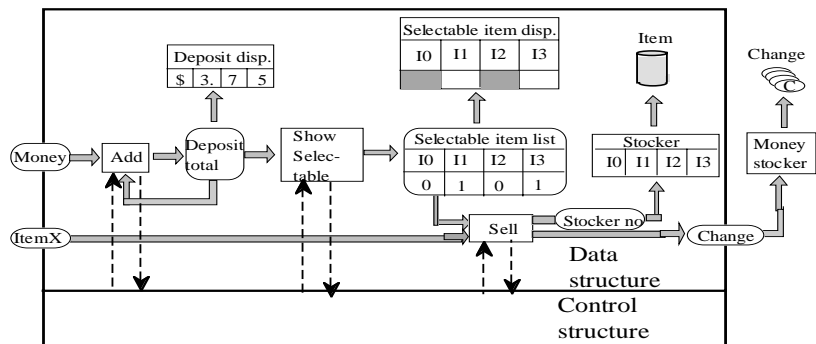 Selectable item disp.
I0 I1 I2 I3
Item
Change
C
Deposit disp.
$ 3. 7 5
Money
Add
Deposit
total
Show
Selec-
table
Selectable item list
I0 I1 I2 I3
0 1 0 1
Stocker
I0 I1 I2 I3
Money
stocker
ItemX
Sell
Stocker no
Change
Data
structure
Control
structure